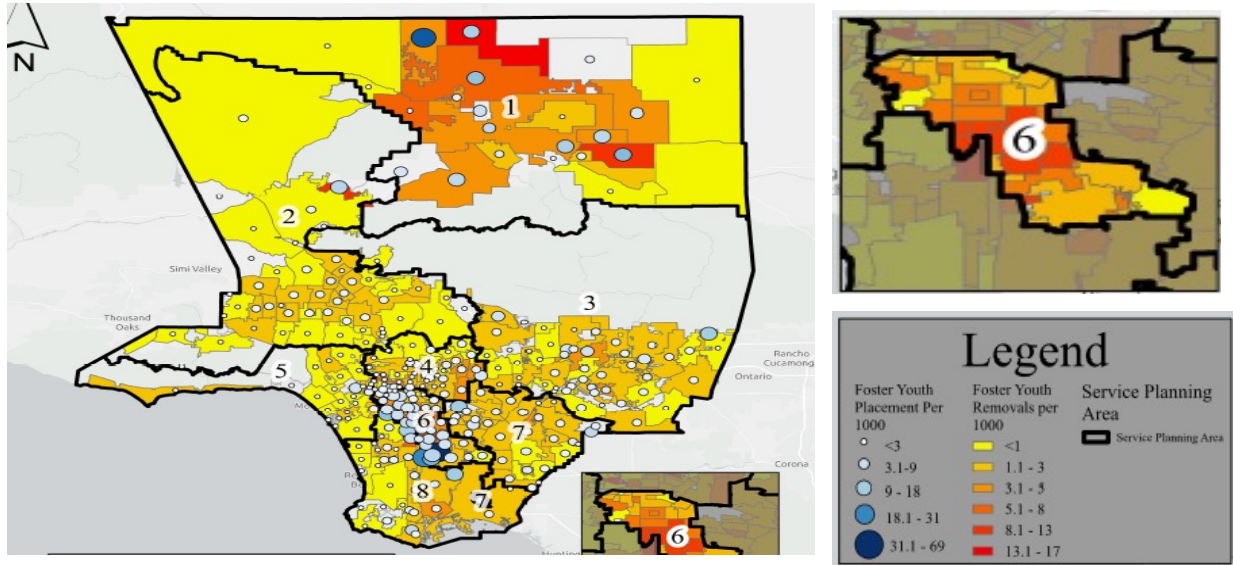 N
1
2
Simi Valley
Thousand
Oaks
3
5
4
Rancho
Cucamong
Ontario
6
7
Corona
8
7
6
6
Legend
Foster Youth
Placement Per
1000
<3
3.1-9
9 - 18
18.1 - 31
31.1 - 69
Foster Youth
Removals per
1000
<1
1.1 - 3
3.1 - 5
5.1 - 8
8.1 - 13
13.1 - 17
Service Planning
Area
Service Planning Area